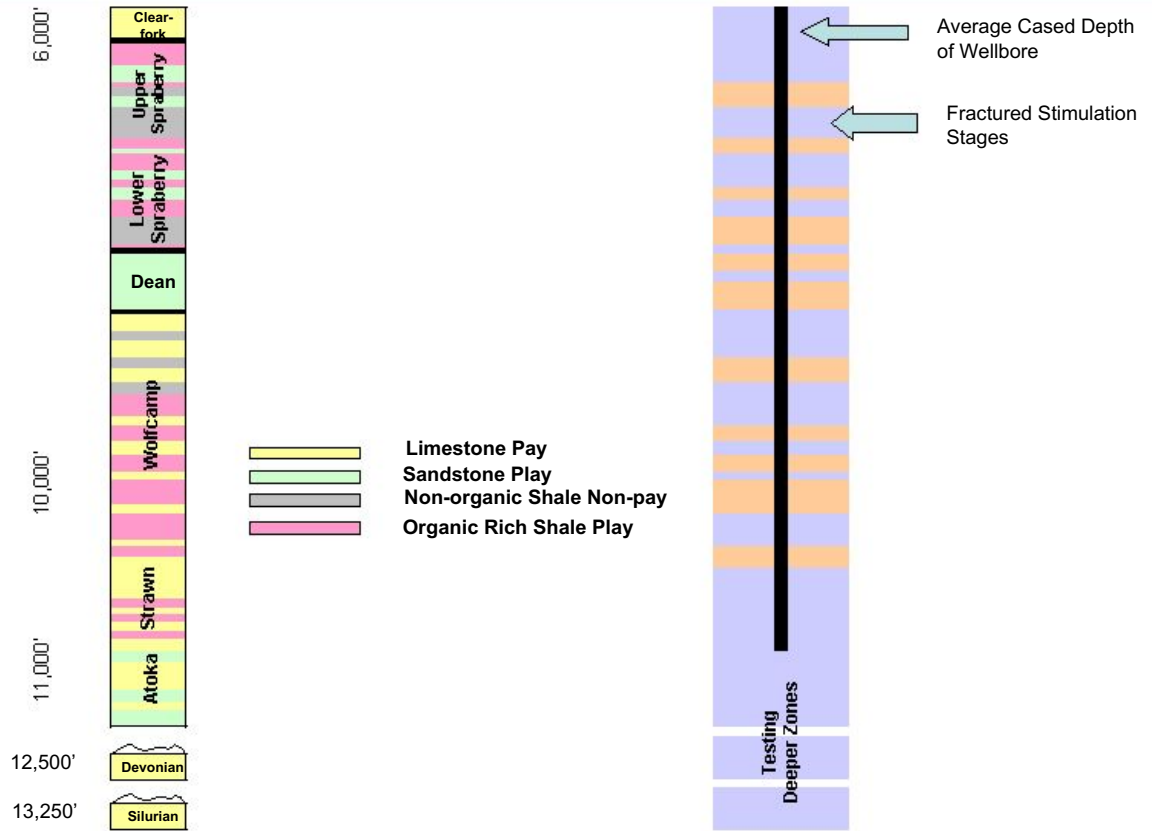 6,000'
Clear-
fork
Upper
Spraberry
Lower
Spraberry
Dean
Wolfcamp
10,000'
Strawn
11,000'
Atoka
12,500’
Devonian
13,250’
Silurian
Limestone Pay
Sandstone Play
Non-organic Shale Non-pay
Organic Rich Shale Play
Average Cased Depth
of Wellbore
Fractured Stimulation
Stages
Testing
Deeper Zones